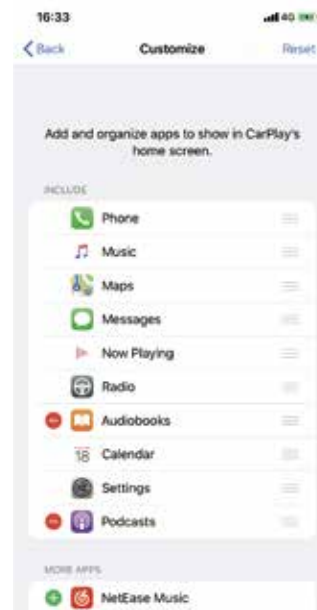 16:33
4G
Back
Customize
Reset
Add and organize apps to show in CarPlay's
home screen.
INCLUDE
Phone
Music
Maps
Messages
Now Playing
Radio
Audiobooks
18 Calendar
Settings
Podcasts
MORE APPS
NetEase Music